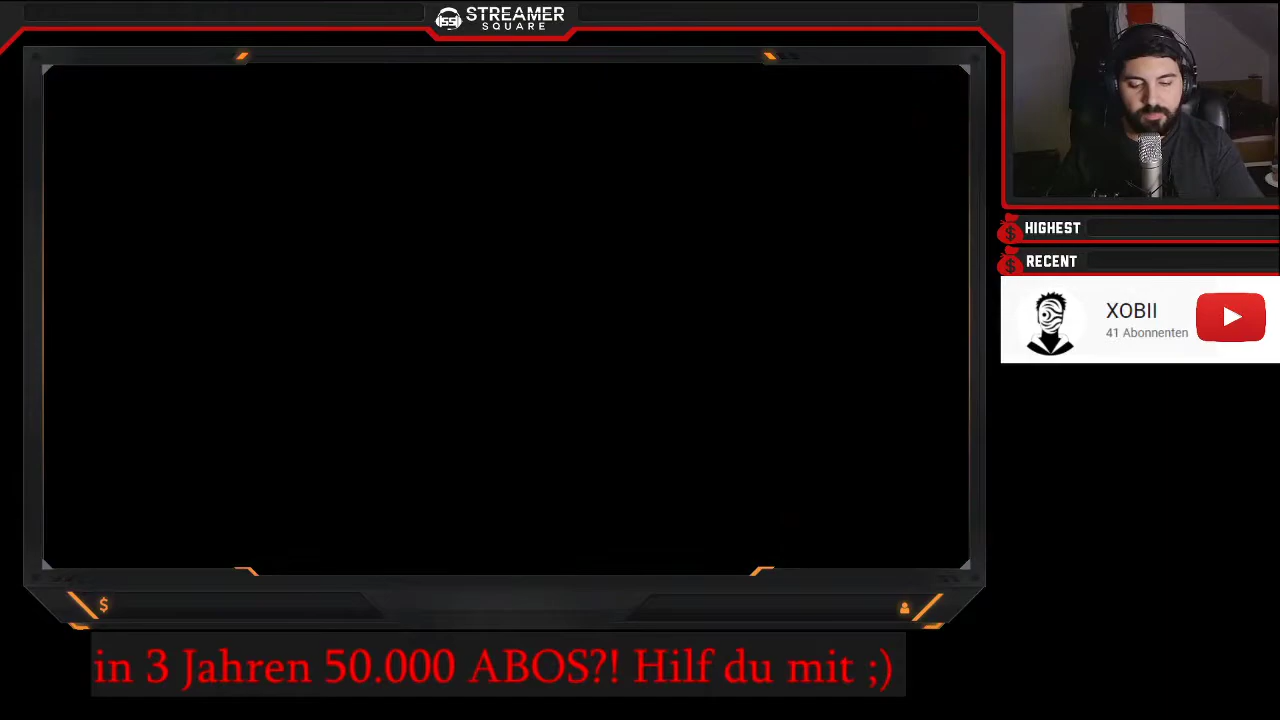 STREAMER
SQUARE
HIGHEST
RECENT
XOBII
41 Abonnenten
in 3 Jahren 50.000 ABOS?! Hilf du mit ;)